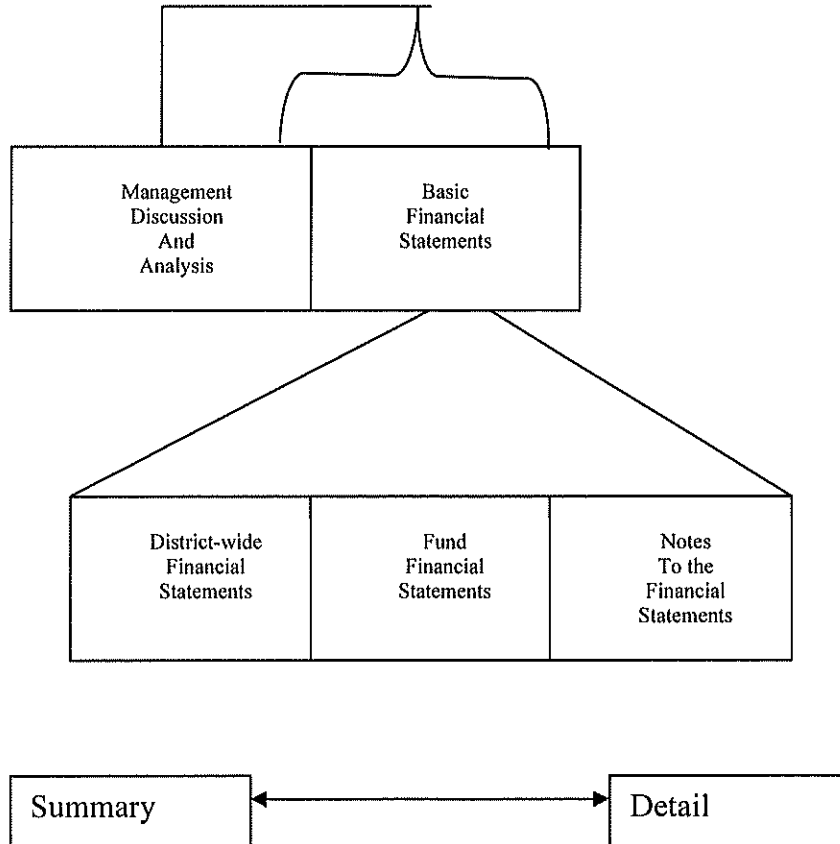 Management
Discussion
And
Analysis
Basic
Financial
Statements
District-wide
Financial
Statements
Fund
Financial
Statements
Notes
To the
Financial
Statements
Summary
Detail